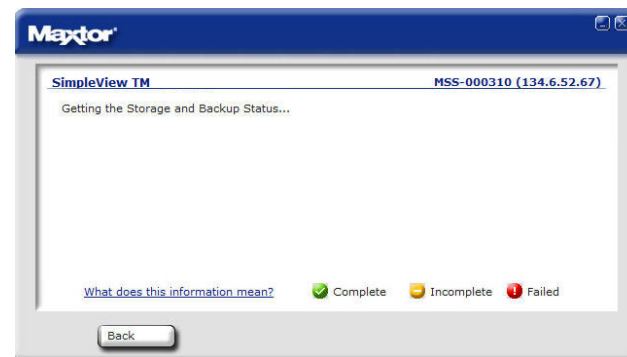 Maxtor
SimpleView TM MSS-000310 (134.6.52.67)
Getting the Storage and Backup Status...
What does this information mean? Complete Incomplete Failed
Back